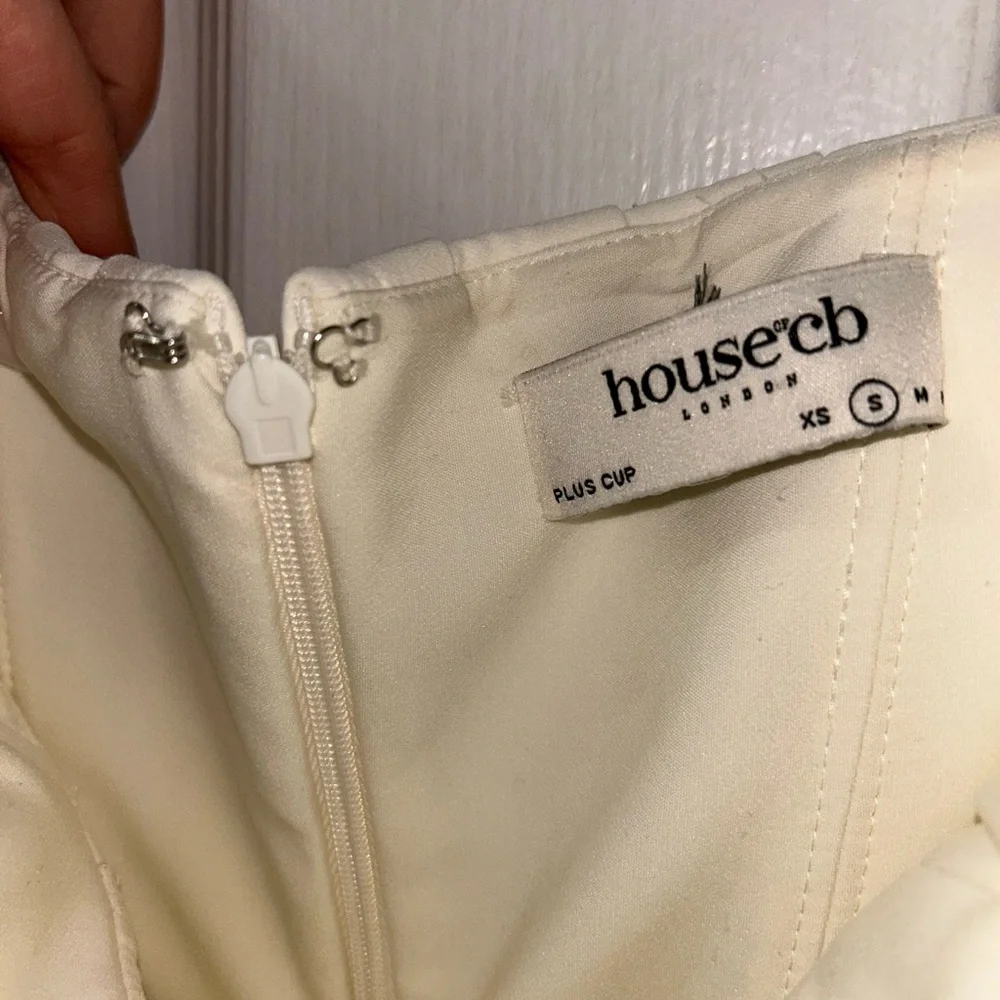 house OF cb
LONDON
XS S M
PLUS CUP